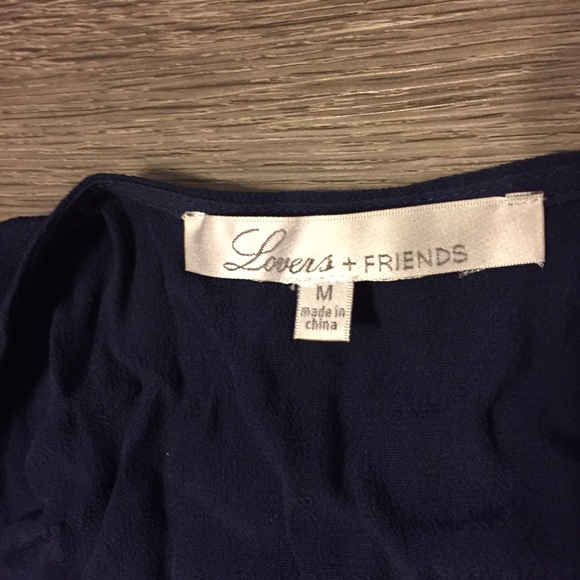 Lovers + FRIENDS
M
made in
china